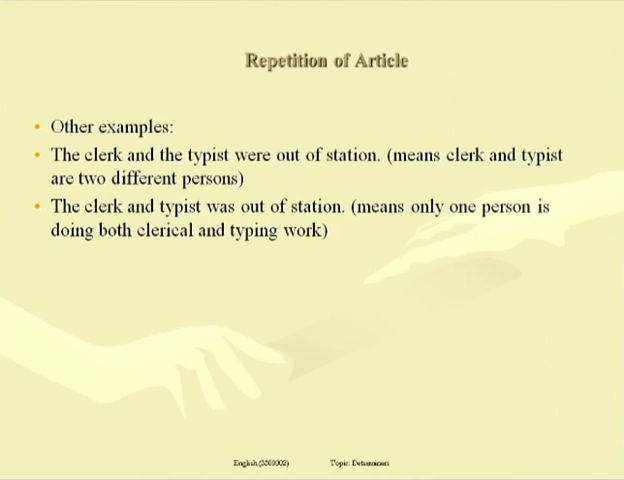 Repetition of Article
• Other examples:
• The clerk and the typist were out of station. (means clerk and typist
are two different persons)
• The clerk and typist was out of station. (means only one person is
doing both clerical and typing work)
English Topic: Determiners